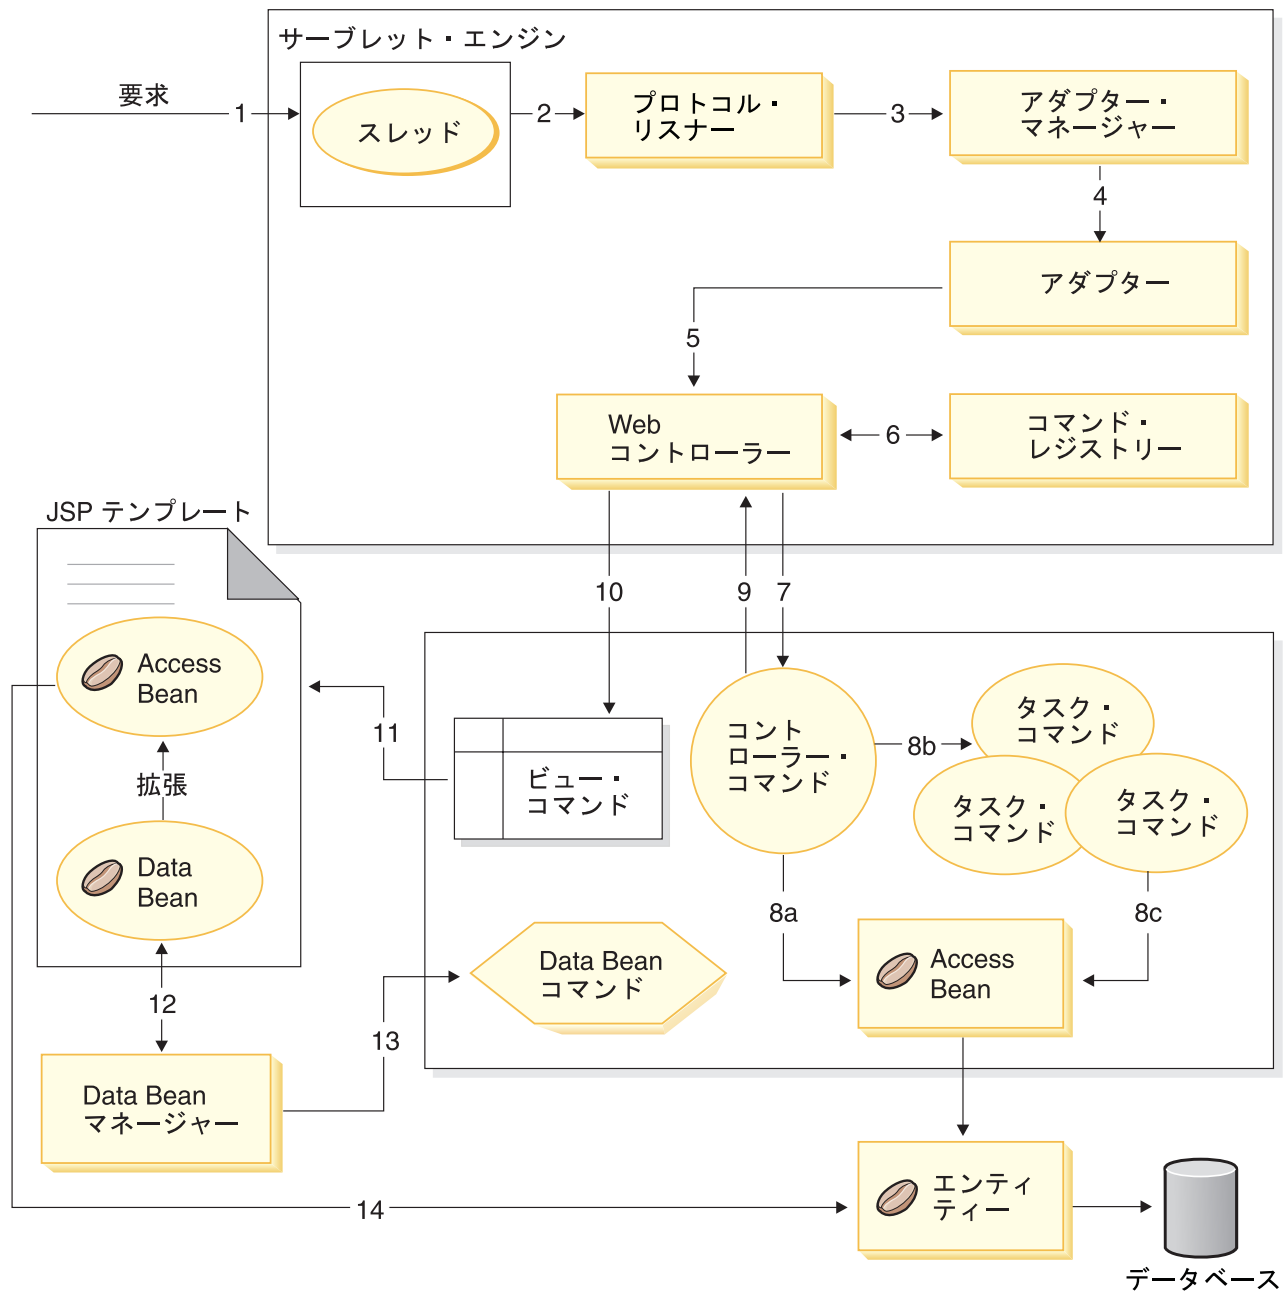 サーブレット・エンジン
要求
1
スレッド
2
プロトコル・
リスナー
3
アダプター・
マネージャー
4
アダプター
5
Web
コントローラー
6
コマンド・
レジストリー
JSP テンプレート
10
9
7
Access
Bean
11
拡張
Data
Bean
ビュー・
コマンド
コント
ローラー・
コマンド
8b
タスク・
コマンド
タスク・
コマンド
タスク・
コマンド
8a
8c
Data Bean
コマンド
Access
Bean
12
13
Data Bean
マネージャー
14
エンティ
ティー
データベース